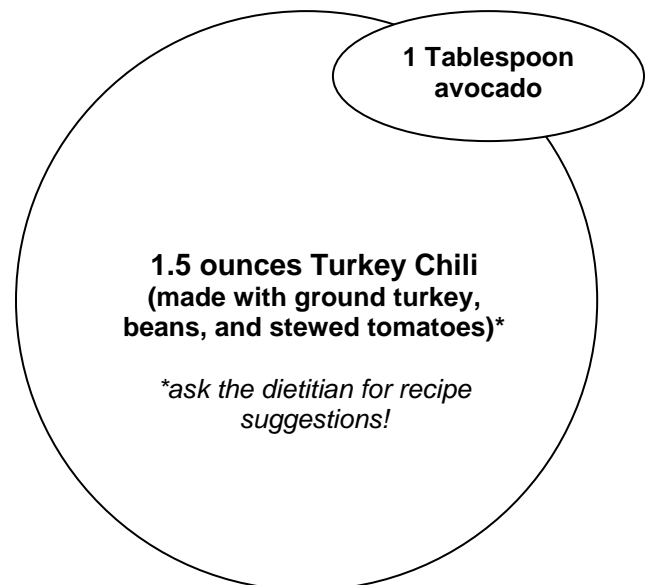 1 Tablespoon
avocado
1.5 ounces Turkey Chili
(made with ground turkey,
beans, and stewed tomatoes)*
*ask the dietitian for recipe
suggestions!